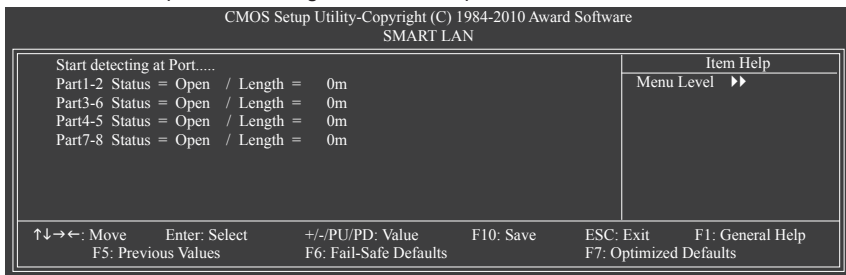 CMOS Setup Utility-Copyright (C) 1984-2010 Award Software
SMART LAN
Start detecting at Port.....
Part1-2 Status = Open / Length = 0m
Part3-6 Status = Open / Length = 0m
Part4-5 Status = Open / Length = 0m
Part7-8 Status = Open / Length = 0m
Item Help
Menu Level ▶▶
↑↓→←: Move Enter: Select +/-/PU/PD: Value F10: Save ESC: Exit F1: General Help
F5: Previous Values F6: Fail-Safe Defaults F7: Optimized Defaults